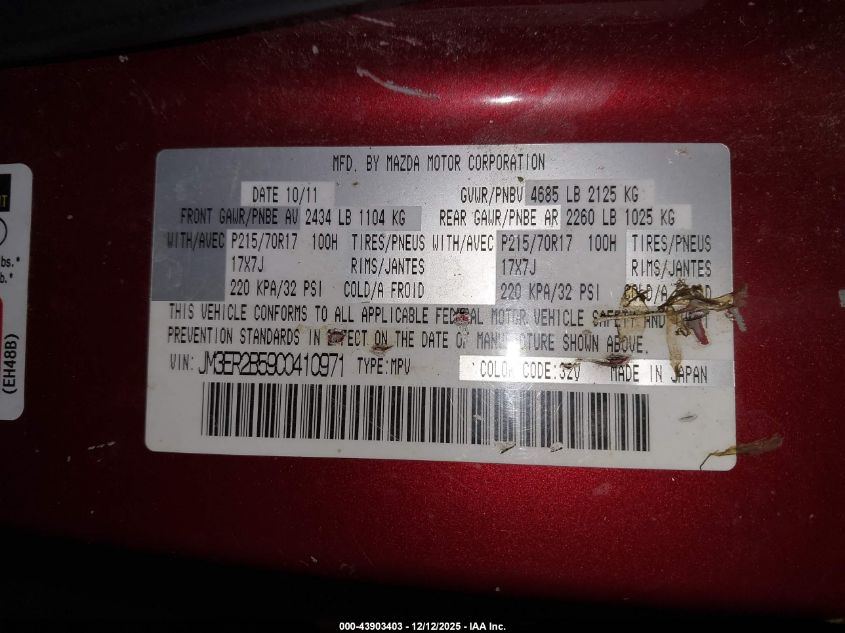 MFD. BY MAZDA MOTOR CORPORATION
DATE 10/11 GVWR/PNBV 4685 LB 2125 KG
FRONT GAWR/PNBE AV 2434 LB 1104 KG REAR GAWR/PNBE AR 2260 LB 1025 KG
WITH/AVEC P215/70R17 100H TIRES/PNEUS WITH/AVEC P215/70R17 100H TIRES/PNEUS
17X7J RIMS/JANTES 17X7J RIMS/JANTES
220 KPA/32 PSI COLD/A FROID 220 KPA/32 PSI COLD/A
THIS VEHICLE CONFORMS TO ALL APPLICABLE FEDERAL MOTOR VEHICLE SAFETY AND
PREVENTION STANDARDS IN EFFECT ON THE DATE OF MANUFACTURE SHOWN ABOVE.
VIN: JM3ER2B59C0410971 TYPE:MPV COLOR CODE:32V MADE IN JAPAN
bs.*
b.*
(EH48B)
000-43903403 - 12/12/2025 - IAA Inc.